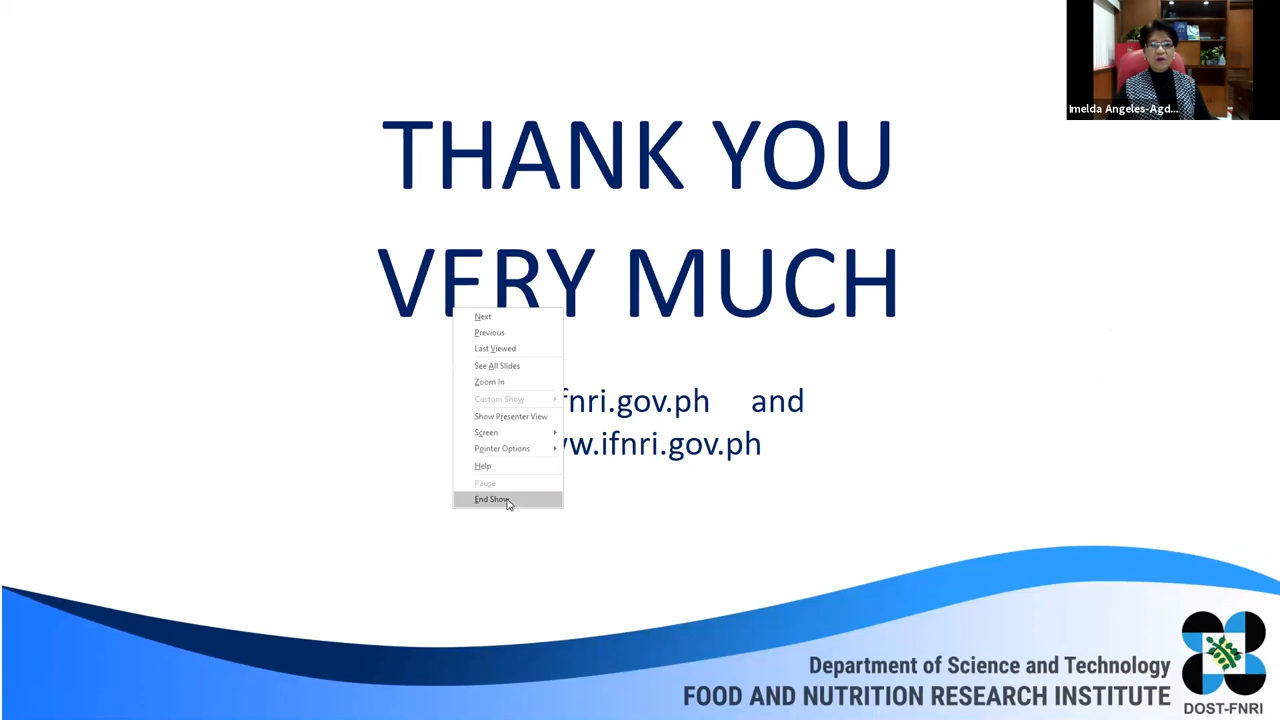 Imelda Angeles-Agd...
THANK YOU
VERY MUCH
Next
Previous
Last Viewed
See All Slides
Zoom In
Custom Show
Show Presenter View
Screen
Pointer Options
Help
Pause
End Show
fnri.gov.ph and
w.ifnri.gov.ph
Department of Science and Technology
FOOD AND NUTRITION RESEARCH INSTITUTE
DOST-FNRI